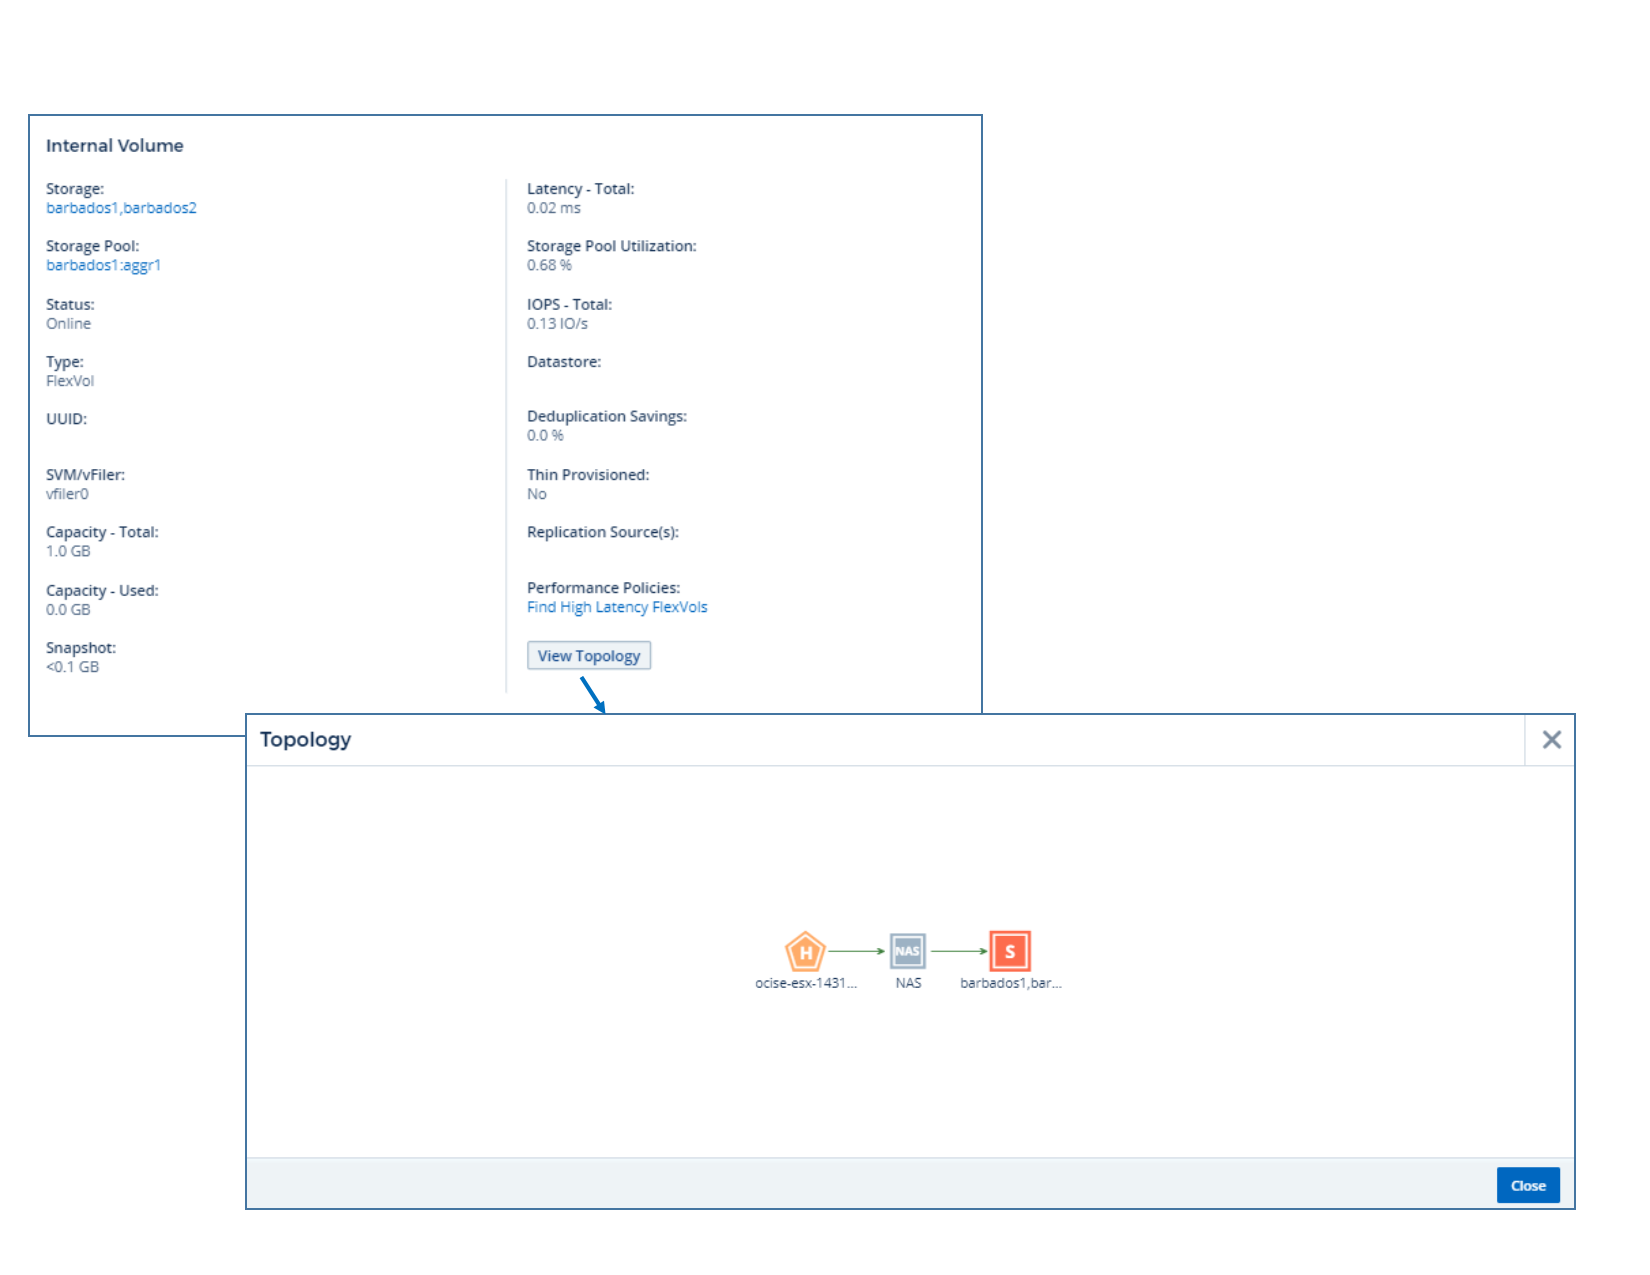 Internal Volume
Storage:
barbados1,barbados2
Storage Pool:
barbados1:aggr1
Status:
Online
Type:
FlexVol
UUID:
SVM/vFiler:
vfiler0
Capacity - Total:
1.0 GB
Capacity - Used:
0.0 GB
Snapshot:
<0.1 GB
Latency - Total:
0.02 ms
Storage Pool Utilization:
0.68 %
IOPS - Total:
0.13 IO/s
Datastore:
Deduplication Savings:
0.0 %
Thin Provisioned:
No
Replication Source(s):
Performance Policies:
Find High Latency FlexVols
View Topology
Topology
H
NAS
S
ocise-esx-1431...
NAS
barbados1,bar...
Close